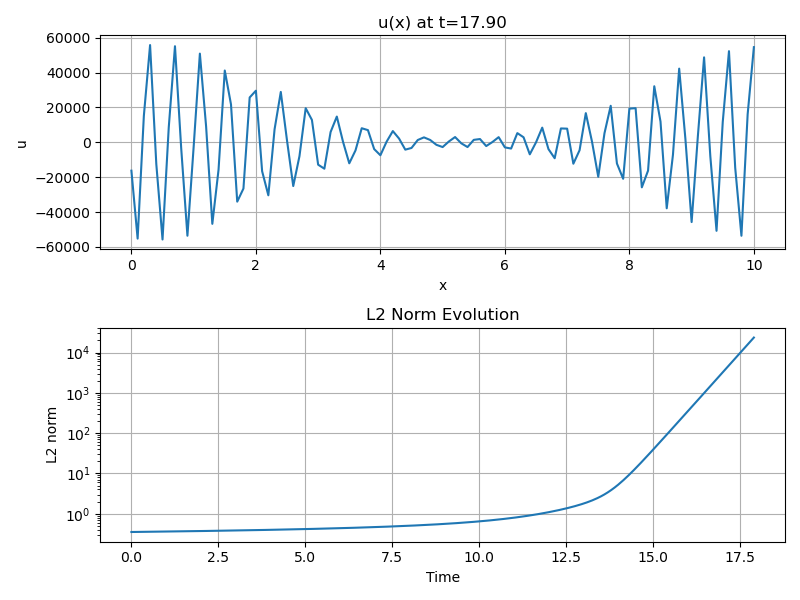 u(x) at t=17.90
60000
40000
20000
0
−20000
−40000
−60000
u
0 2 4 6 8 10
x
L2 Norm Evolution
10⁴
10³
10²
10¹
10⁰
L2 norm
0.0 2.5 5.0 7.5 10.0 12.5 15.0 17.5
Time